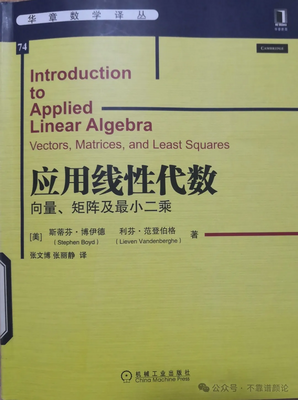 华章数学译丛
74
CAMBRIDGE
Introduction
to
Applied
Linear Algebra
Vectors, Matrices, and Least Squares
应用线性代数
向量、矩阵及最小二乘
[美] 斯蒂芬·博伊德 利芬·范登伯格 著
(Stephen Boyd) (Lieven Vandenberghe)
张文博 张丽静 译
机械工业出版社
China Machine Press
公众号·不靠谱颜论